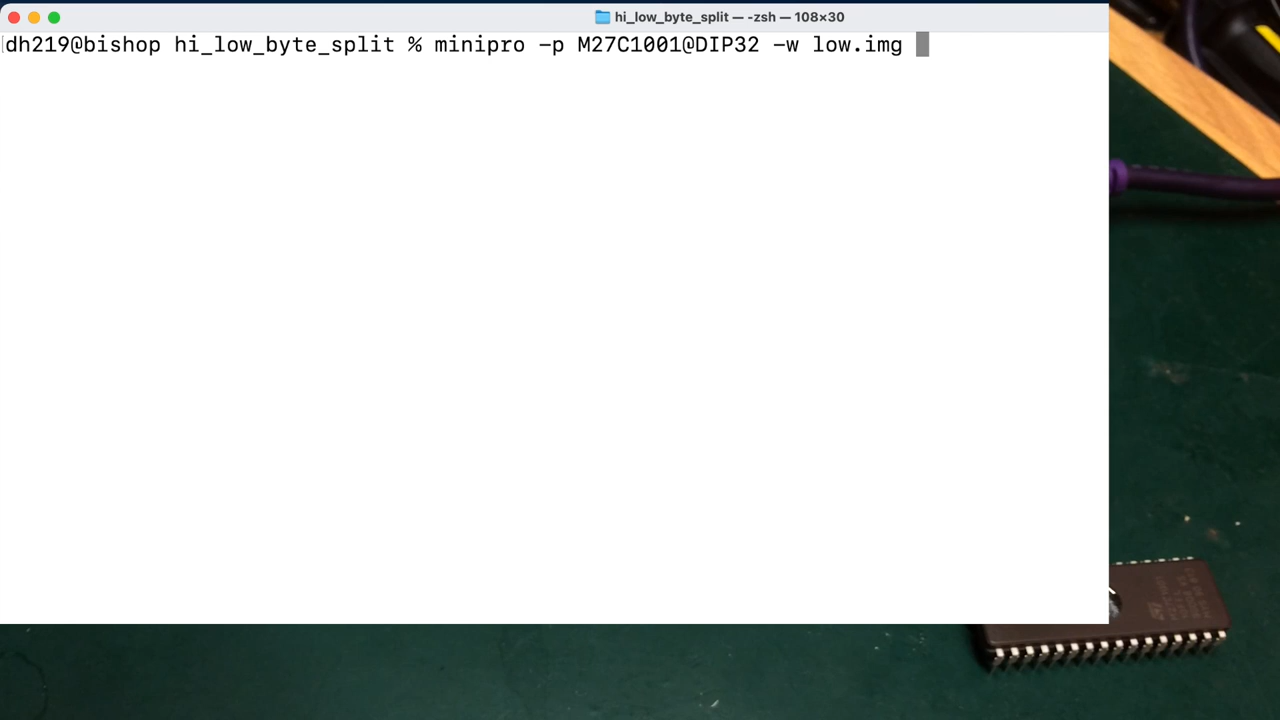 hi_low_byte_split — -zsh — 108×30
dh219@bishop hi_low_byte_split % minipro -p M27C1001@DIP32 -w low.img